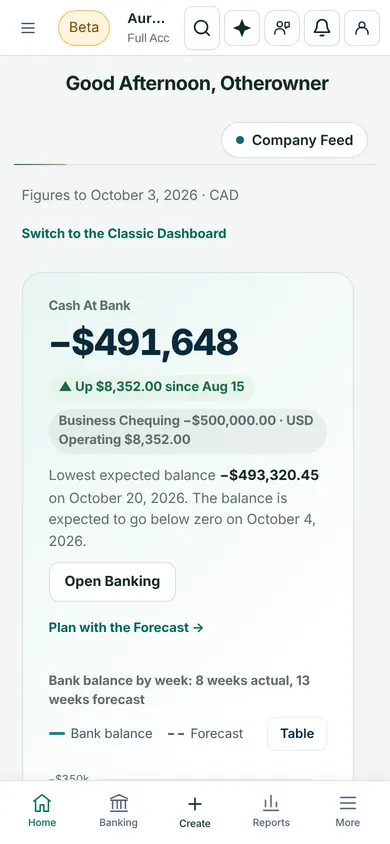 Beta
Aur...
Full Acc
Good Afternoon, Otherowner
Company Feed
Figures to October 3, 2026 · CAD
Switch to the Classic Dashboard
Cash At Bank
−$491,648
▲ Up $8,352.00 since Aug 15
Business Chequing −$500,000.00 · USD
Operating $8,352.00
Lowest expected balance −$493,320.45
on October 20, 2026. The balance is
expected to go below zero on October 4,
2026.
Open Banking
Plan with the Forecast →
Bank balance by week: 8 weeks actual, 13
weeks forecast
Bank balance
Forecast
Table
−$350k
Home
Banking
Create
Reports
More